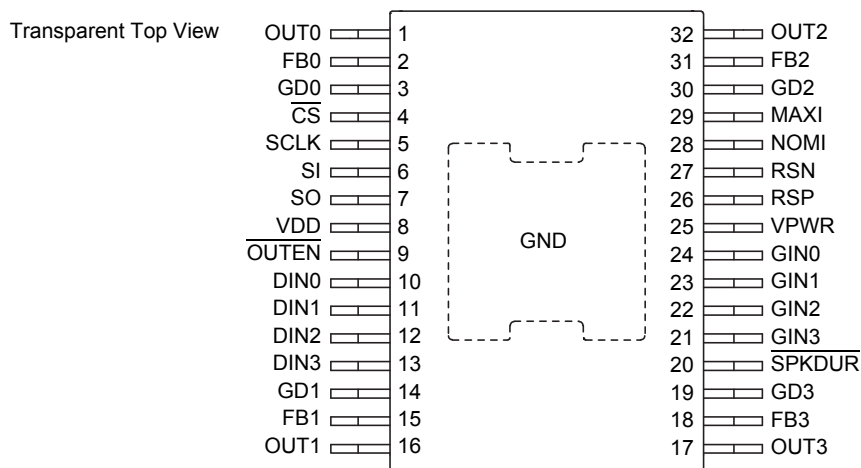 Transparent Top View
OUT0 1 32 OUT2
FB0 2 31 FB2
GD0 3 30 GD2
CS 4 29 MAXI
SCLK 5 28 NOMI
SI 6 27 RSN
SO 7 26 RSP
VDD 8 25 VPWR
GND
OUTEN 9 24 GIN0
DIN0 10 23 GIN1
DIN1 11 22 GIN2
DIN2 12 21 GIN3
DIN3 13 20 SPKDUR
GD1 14 19 GD3
FB1 15 18 FB3
OUT1 16 17 OUT3